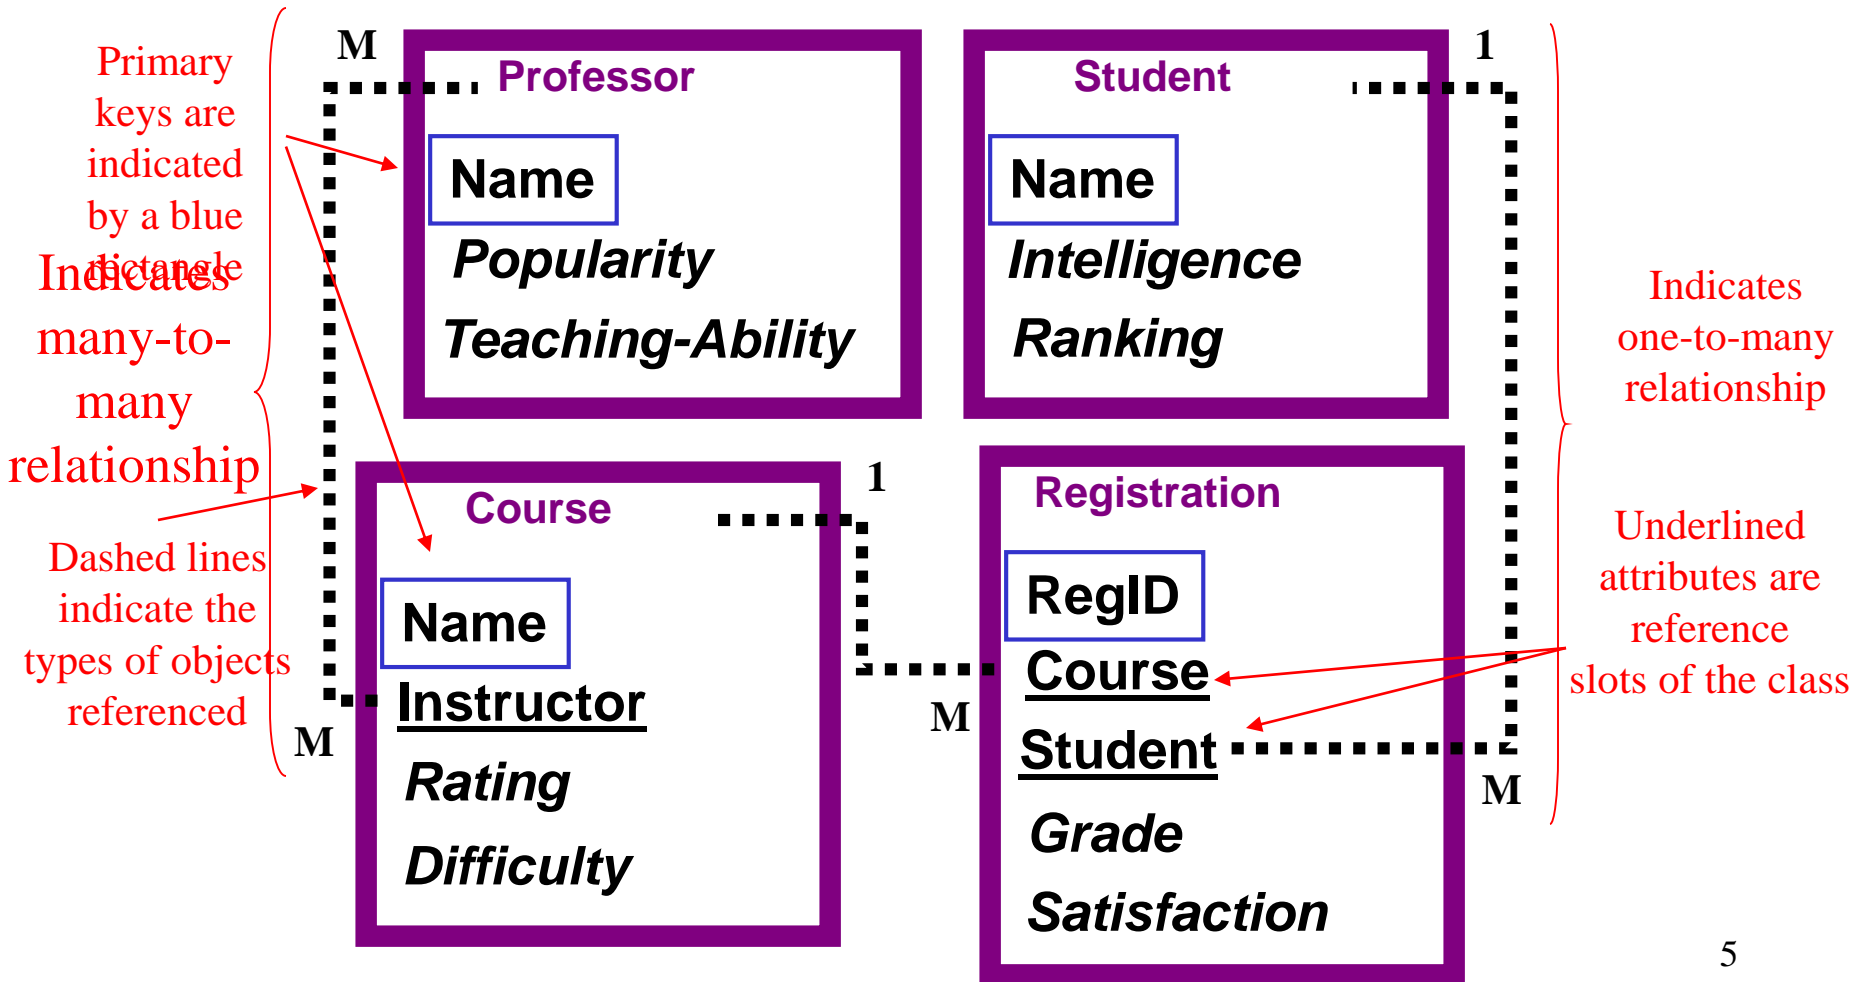 Primary
keys are
indicated
by a blue
rectangle
Indicates
many-to-
many
relationship
Dashed lines
indicate the
types of objects
referenced
M
Professor
Name
Popularity
Teaching-Ability
Student
1
Name
Intelligence
Ranking
Course
1
Name
Instructor
M
Rating
Difficulty
Registration
RegID
Course
M
Student
M
Grade
Satisfaction
Indicates
one-to-many
relationship
Underlined
attributes are
reference
slots of the class
5